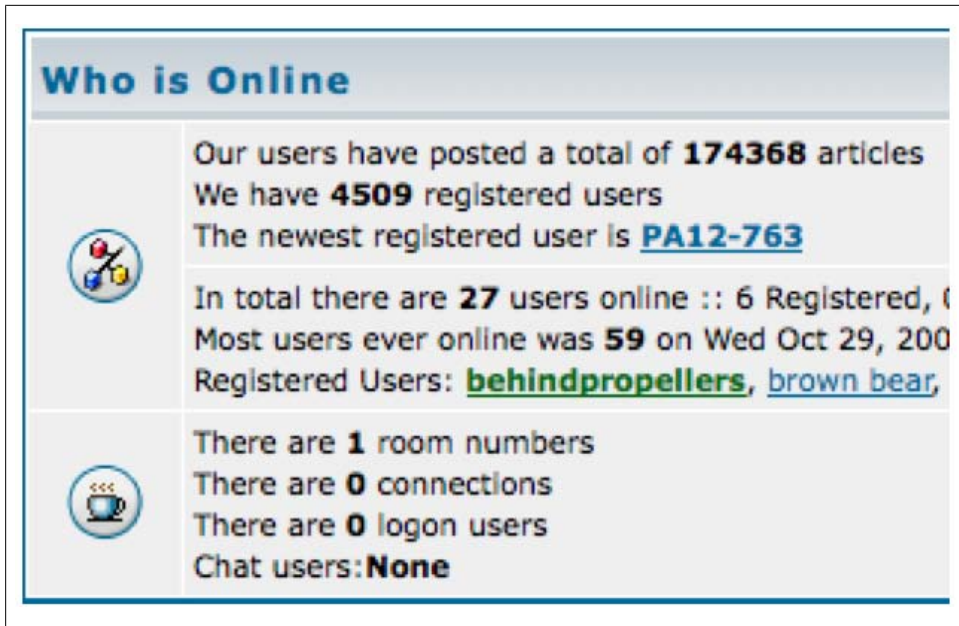 Who is Online
Our users have posted a total of 174368 articles
We have 4509 registered users
The newest registered user is PA12-763
In total there are 27 users online :: 6 Registered,
Most users ever online was 59 on Wed Oct 29, 200
Registered Users: behindpropellers, brown bear,
There are 1 room numbers
There are 0 connections
There are 0 logon users
Chat users:None